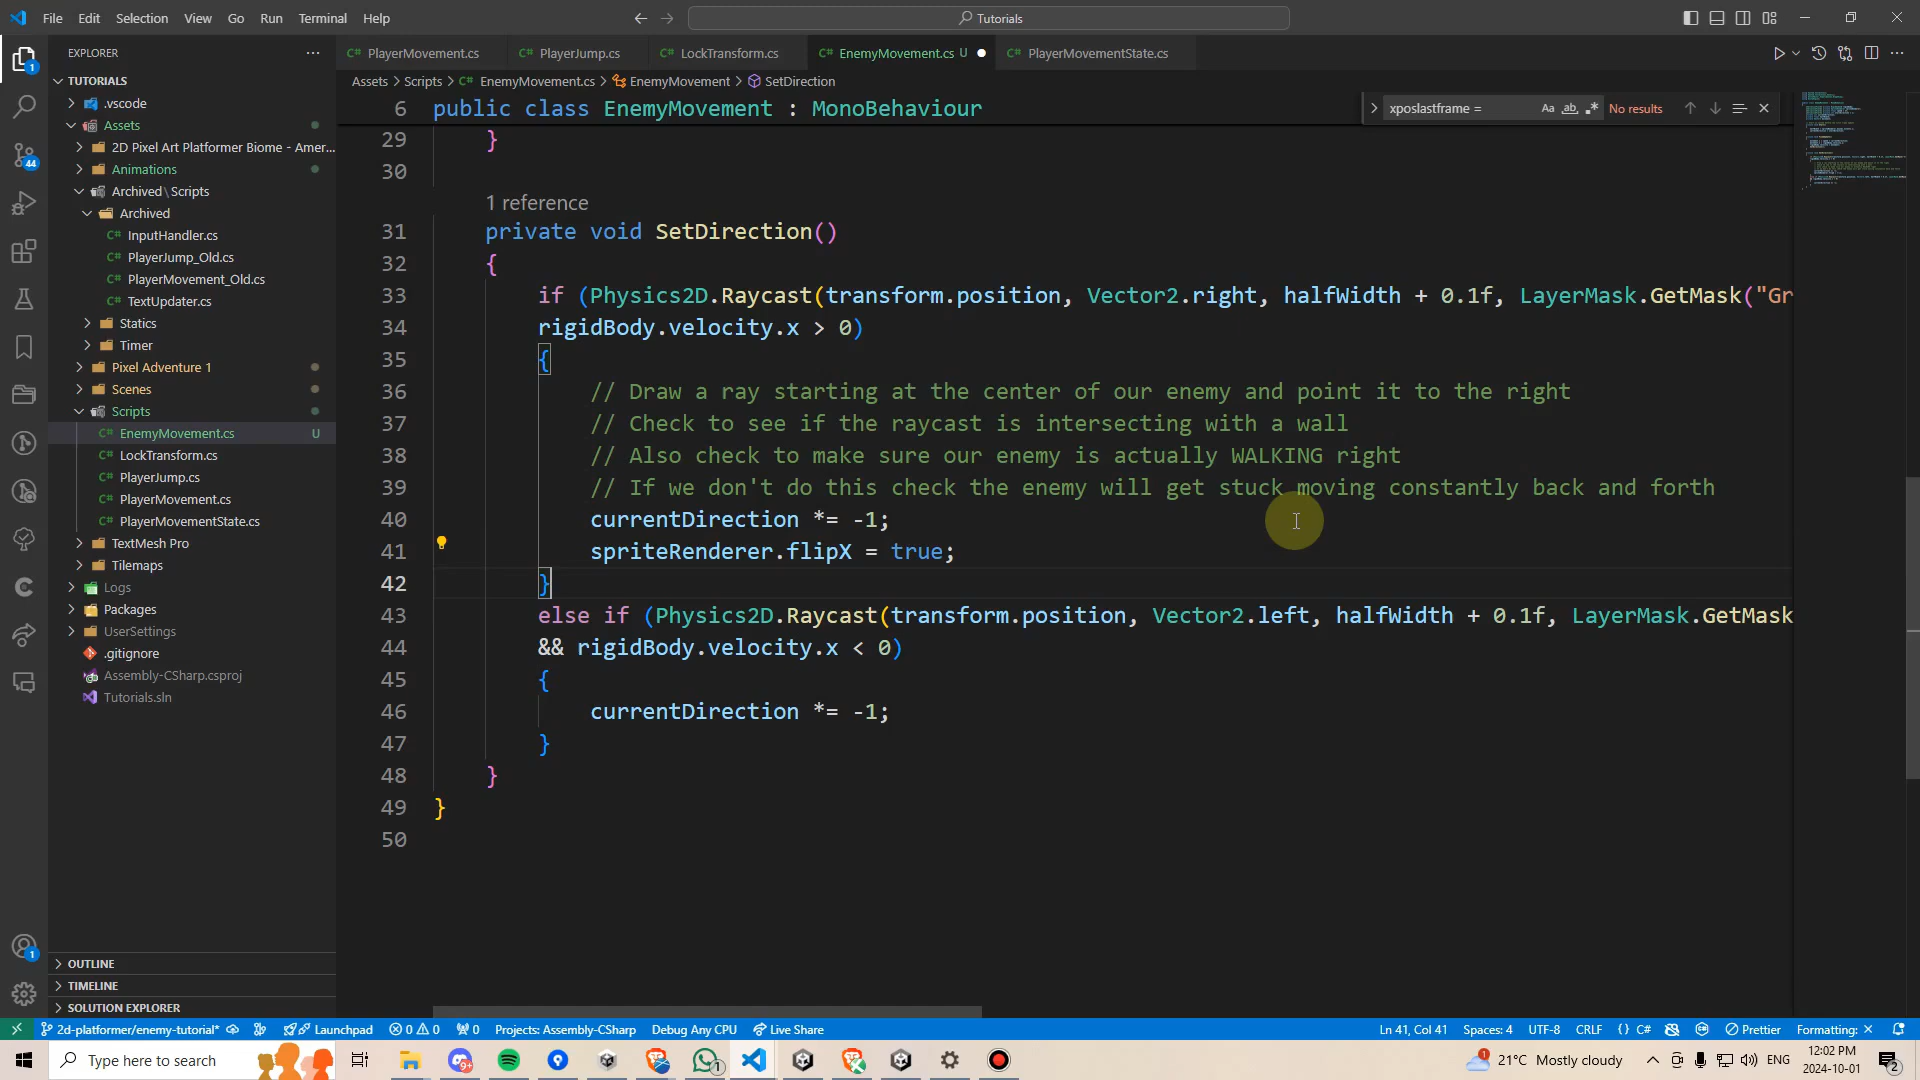 File Edit Selection View Go Run Terminal Help
Tutorials
EXPLORER
TUTORIALS
.vscode
Assets
2D Pixel Art Platformer Biome - Amer...
Animations
Archived\Scripts
Archived
C# InputHandler.cs
C# PlayerJump_Old.cs
C# PlayerMovement_Old.cs
C# TextUpdater.cs
Statics
Timer
Pixel Adventure 1
Scenes
Scripts
C# EnemyMovement.cs U
C# LockTransform.cs
C# PlayerJump.cs
C# PlayerMovement.cs
C# PlayerMovementState.cs
TextMesh Pro
Tilemaps
Logs
Packages
UserSettings
.gitignore
Assembly-CSharp.csproj
Tutorials.sln
OUTLINE
TIMELINE
SOLUTION EXPLORER
1
44
1
C# PlayerMovement.cs C# PlayerJump.cs C# LockTransform.cs C# EnemyMovement.cs U C# PlayerMovementState.cs
Assets > Scripts > C# EnemyMovement.cs > EnemyMovement > SetDirection
xposlastframe = Aa ab .* No results
6 public class EnemyMovement : MonoBehaviour
29 }
30
1 reference
31 private void SetDirection()
32 {
33 if (Physics2D.Raycast(transform.position, Vector2.right, halfWidth + 0.1f, LayerMask.GetMask("Gr
34 rigidBody.velocity.x > 0)
35 {
36 // Draw a ray starting at the center of our enemy and point it to the right
37 // Check to see if the raycast is intersecting with a wall
38 // Also check to make sure our enemy is actually WALKING right
39 // If we don't do this check the enemy will get stuck moving constantly back and forth
40 currentDirection *= -1;
41 spriteRenderer.flipX = true;
42 }
43 else if (Physics2D.Raycast(transform.position, Vector2.left, halfWidth + 0.1f, LayerMask.GetMask
44 && rigidBody.velocity.x < 0)
45 {
46 currentDirection *= -1;
47 }
48 }
49 }
50
2d-platformer/enemy-tutorial* Launchpad 0 0 0 Projects: Assembly-CSharp Debug Any CPU Live Share Ln 41, Col 41 Spaces: 4 UTF-8 CRLF {} C# Prettier Formatting: ×
Type here to search 9+ 1 1 21°C Mostly cloudy ENG 12:02 PM 2
2024-10-01